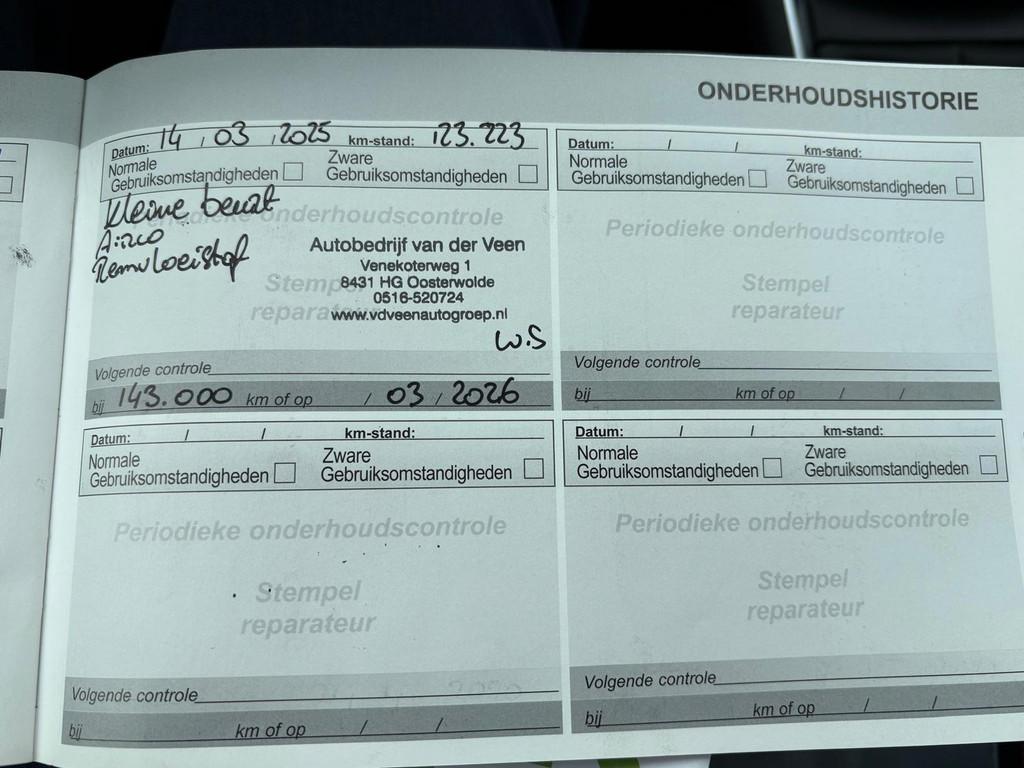 ONDERHOUDSHISTORIE
Datum: 14 / 03 / 2025 km-stand: 123.223
Normale Gebruiksomstandigheden
Zware Gebruiksomstandigheden
Kleine beurt
Airco
Remvloeistof
Periodieke onderhoudscontrole
Stempel reparateur
Autobedrijf van der Veen
Venekoterweg 1
8431 HG Oosterwolde
0516-520724
www.vdveenautogroep.nl
W.S
Volgende controle
bij 143.000 km of op / 03 / 2026
Datum: / / km-stand:
Normale Gebruiksomstandigheden
Zware Gebruiksomstandigheden
Periodieke onderhoudscontrole
Stempel
reparateur
Volgende controle
bij km of op / /
Datum: / / km-stand:
Normale Gebruiksomstandigheden
Zware Gebruiksomstandigheden
Periodieke onderhoudscontrole
Stempel
reparateur
Volgende controle
bij km of op / /
Datum: / / km-stand:
Normale Gebruiksomstandigheden
Zware Gebruiksomstandigheden
Periodieke onderhoudscontrole
Stempel
reparateur
Volgende controle
bij km of op / /